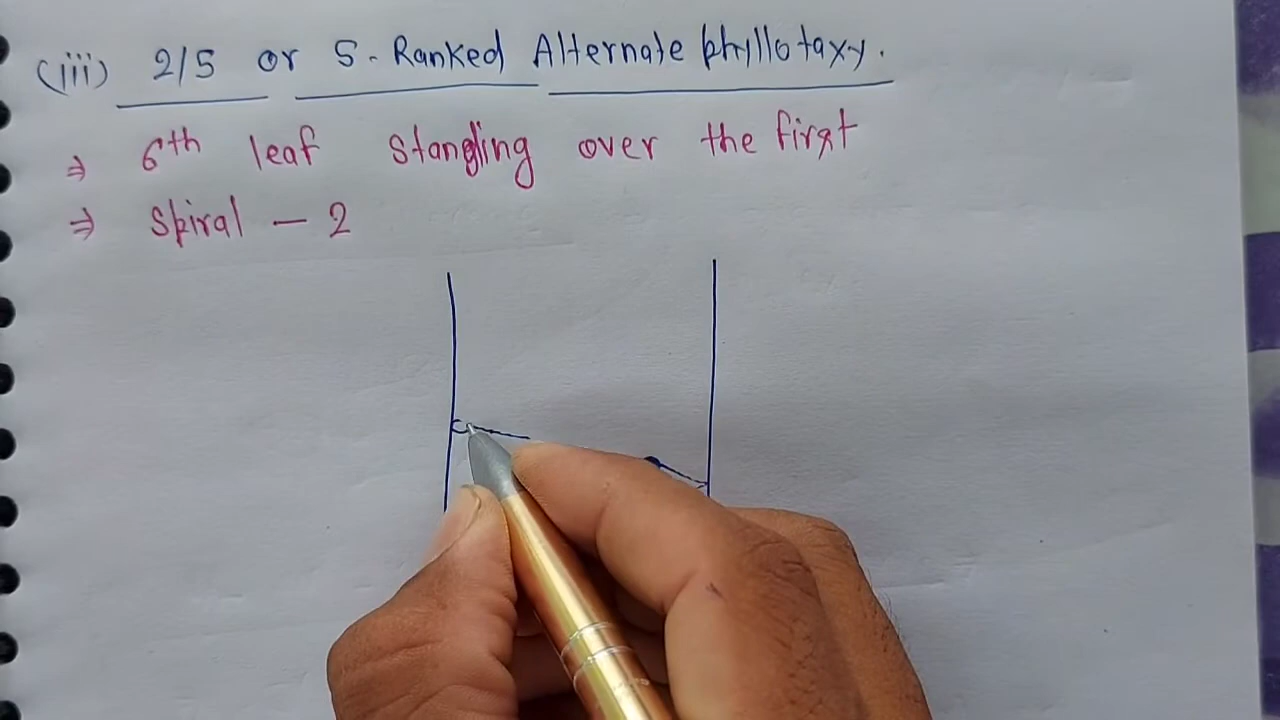 (iii) 2/5 or 5-Ranked Alternate phyllotaxy.
⇒ 6th leaf standing over the first
⇒ Spiral - 2